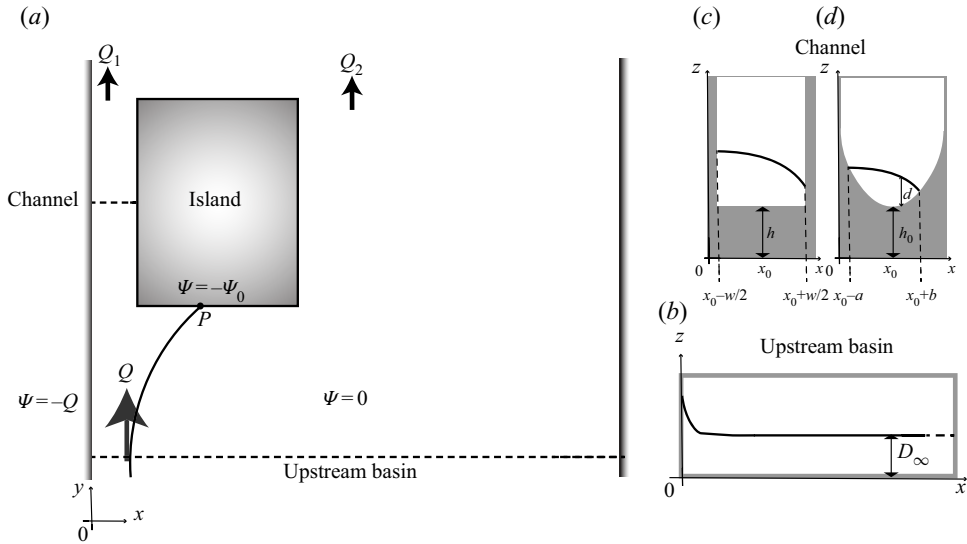 (a)
Q1
Q2
Channel
Island
Ψ=−Ψ0
P
Q
Ψ=−Q
Ψ=0
Upstream basin
y
0
x
(c)
(d)
Channel
z
z
d
h
h0
0
x0
x
0
x0
x
x0–w/2
x0+w/2
x0–a
x0+b
(b)
z
Upstream basin
D∞
0
x